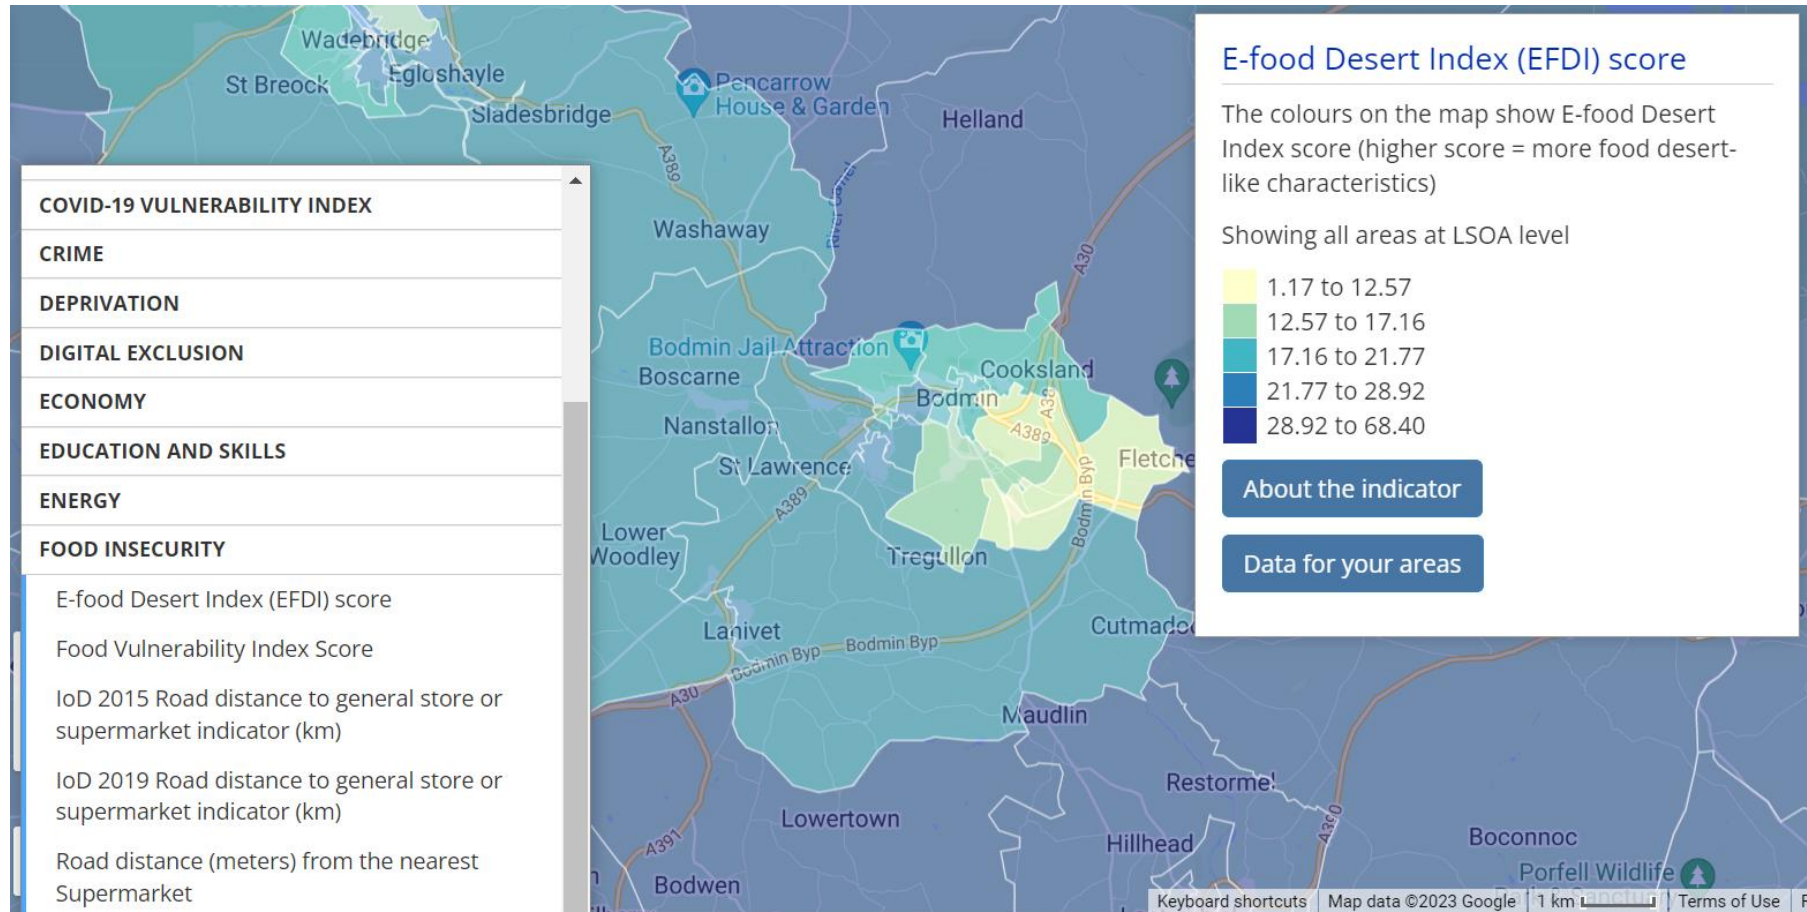 Wadebridge
St Breock
Egloshayle
Sladesbridge
Pencarrow
House & Garden
Helland
A389
River Camel
Washaway
A30
Bodmin Jail Attraction
Boscarne
Cooksland
Bodmin
A38
A389
Nanstallon
St Lawrence
Fletche
A389
Bodmin Byp
Lower
Woodley
Tregullon
Lanivet
Bodmin Byp
Bodmin Byp
Cutmado
A30
Maudlin
Restormel
Lowertown
A391
Hillhead
A390
Boconnoc
Porfell Wildlife
Park & Sanctuary
Bodwen
COVID-19 VULNERABILITY INDEX
CRIME
DEPRIVATION
DIGITAL EXCLUSION
ECONOMY
EDUCATION AND SKILLS
ENERGY
FOOD INSECURITY
E-food Desert Index (EFDI) score
Food Vulnerability Index Score
IoD 2015 Road distance to general store or
supermarket indicator (km)
IoD 2019 Road distance to general store or
supermarket indicator (km)
Road distance (meters) from the nearest
Supermarket
E-food Desert Index (EFDI) score
The colours on the map show E-food Desert
Index score (higher score = more food desert-
like characteristics)
Showing all areas at LSOA level
1.17 to 12.57
12.57 to 17.16
17.16 to 21.77
21.77 to 28.92
28.92 to 68.40
About the indicator
Data for your areas
Keyboard shortcuts
Map data ©2023 Google
1 km
Terms of Use